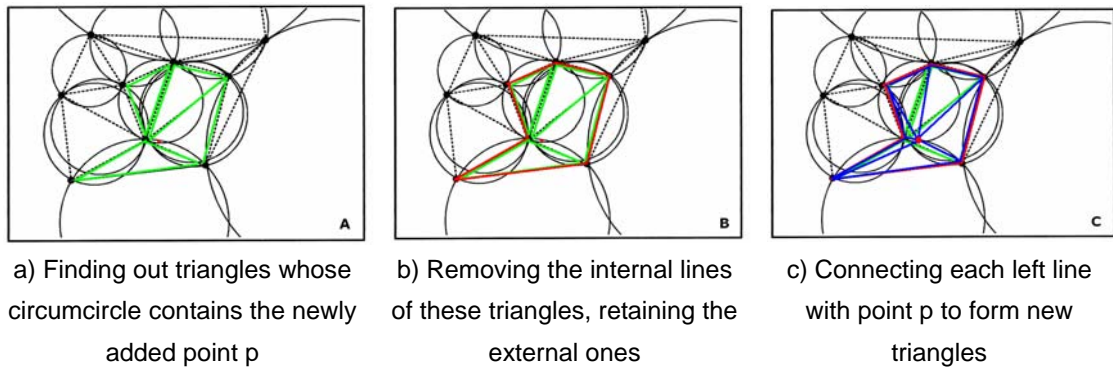 A
B
C
a) Finding out triangles whose
circumcircle contains the newly
added point p
b) Removing the internal lines
of these triangles, retaining the
external ones
c) Connecting each left line
with point p to form new
triangles